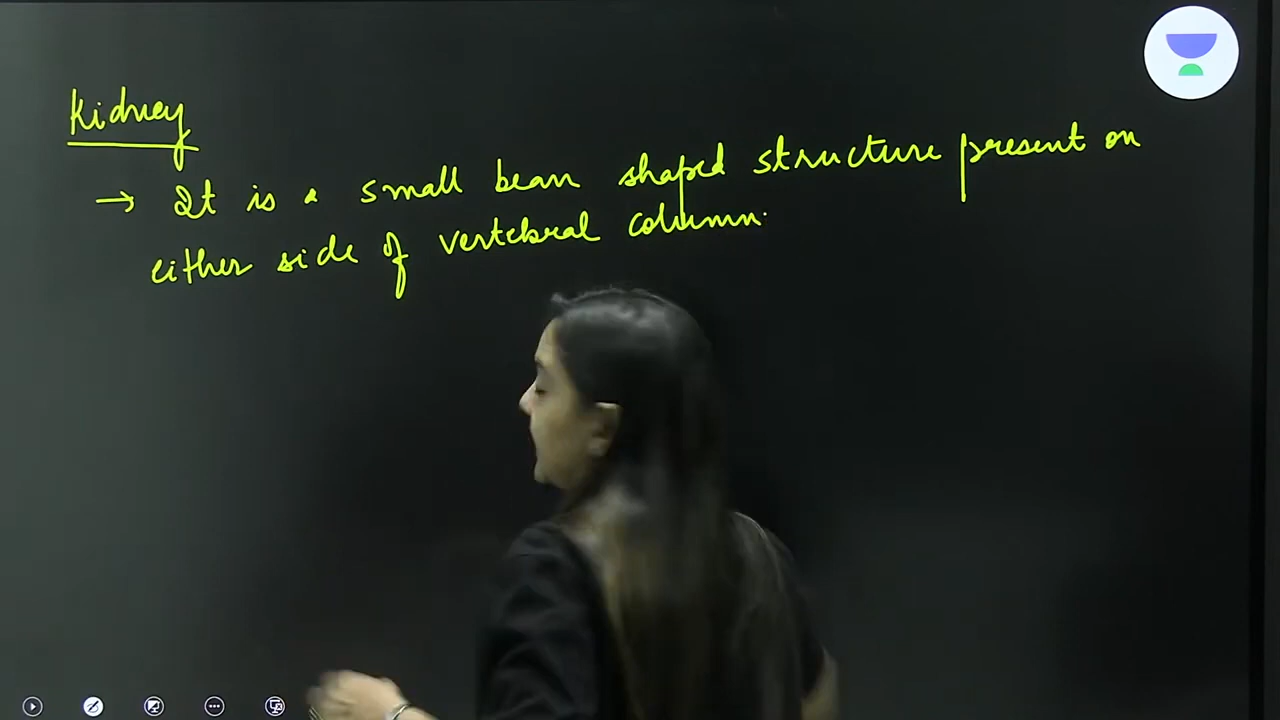 Kidney
→ It is a small bean shaped structure present on
either side of vertebral column.